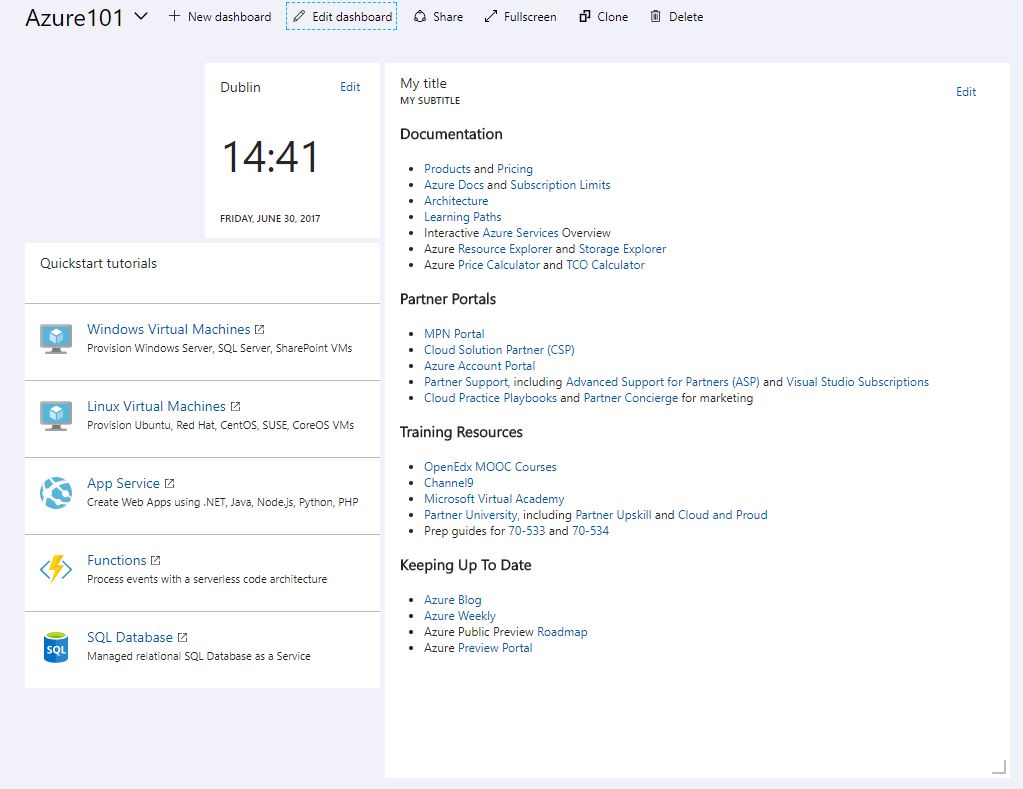 Azure101
New dashboard
Edit dashboard
Share
Fullscreen
Clone
Delete
Dublin
Edit
14:41
FRIDAY, JUNE 30, 2017
Quickstart tutorials
Windows Virtual Machines
Provision Windows Server, SQL Server, SharePoint VMs
Linux Virtual Machines
Provision Ubuntu, Red Hat, CentOS, SUSE, CoreOS VMs
App Service
Create Web Apps using .NET, Java, Node.js, Python, PHP
Functions
Process events with a serverless code architecture
SQL
SQL Database
Managed relational SQL Database as a Service
My title
MY SUBTITLE
Edit
Documentation
Products and Pricing
Azure Docs and Subscription Limits
Architecture
Learning Paths
Interactive Azure Services Overview
Azure Resource Explorer and Storage Explorer
Azure Price Calculator and TCO Calculator
Partner Portals
MPN Portal
Cloud Solution Partner (CSP)
Azure Account Portal
Partner Support, including Advanced Support for Partners (ASP) and Visual Studio Subscriptions
Cloud Practice Playbooks and Partner Concierge for marketing
Training Resources
OpenEdx MOOC Courses
Channel9
Microsoft Virtual Academy
Partner University, including Partner Upskill and Cloud and Proud
Prep guides for 70-533 and 70-534
Keeping Up To Date
Azure Blog
Azure Weekly
Azure Public Preview Roadmap
Azure Preview Portal